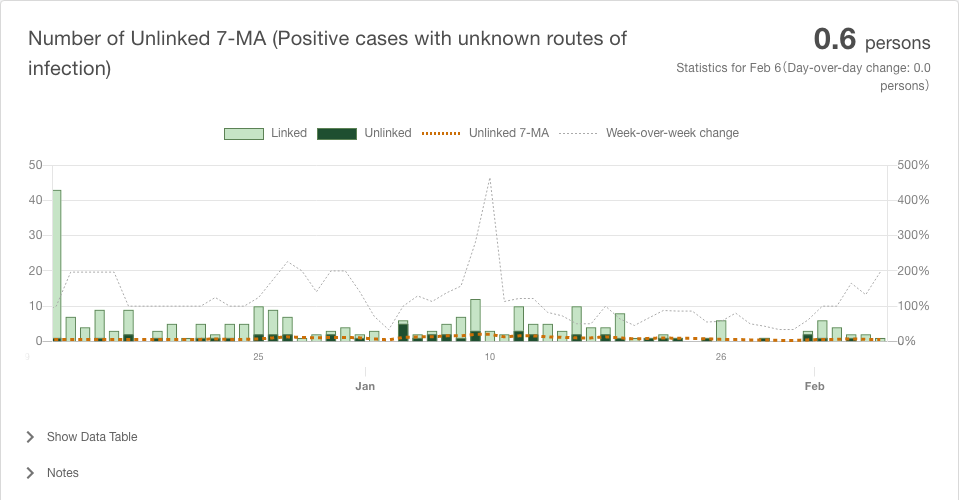 Number of Unlinked 7-MA (Positive cases with unknown routes of
infection)
0.6 persons
Statistics for Feb 6(Day-over-day change: 0.0
persons)
Linked Unlinked Unlinked 7-MA Week-over-week change
50 500%
40 400%
30 300%
20 200%
10 100%
0 0%
9 25 10 26
Jan Feb
Show Data Table
Notes